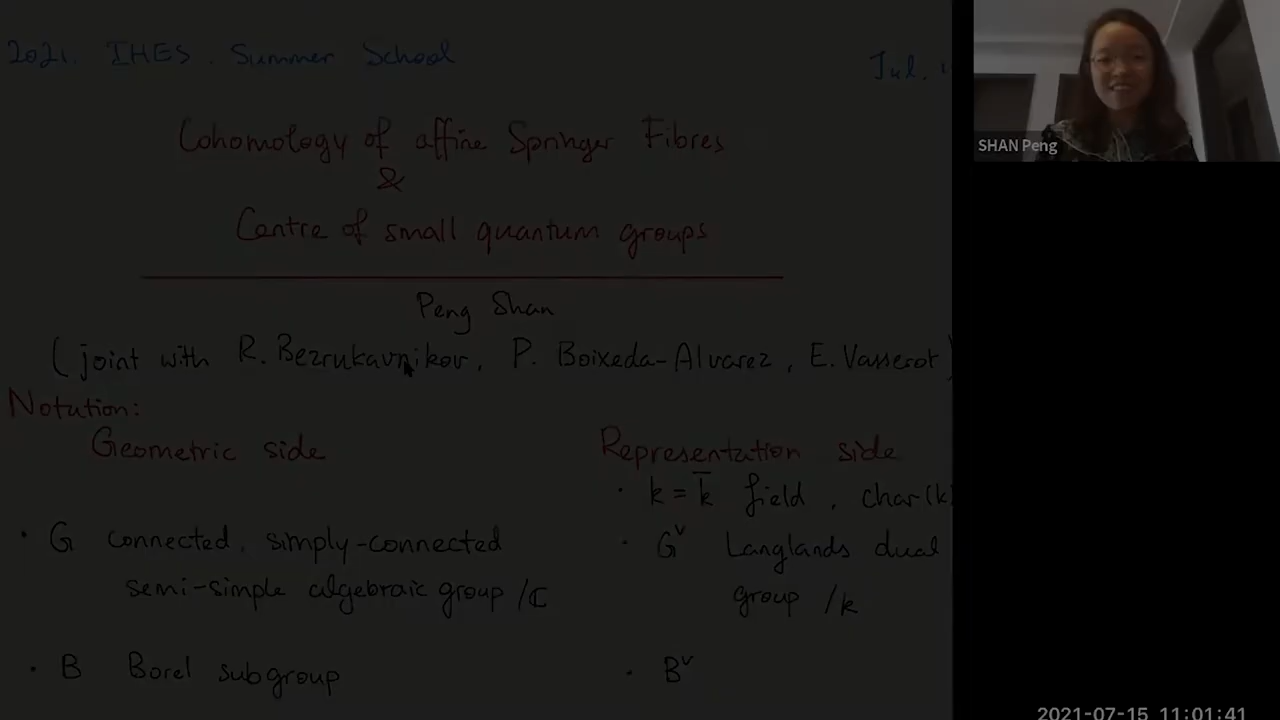 2021. IHES. Summer School
Jul.
Cohomology of affine Springer Fibres
&
Centre of small quantum groups
Peng Shan
(joint with R. Bezrukavnikov, P. Boixeda-Alvarez, E. Vasserot)
Notation:
Geometric side
Representation side
· k = k̄ field, char(k)
· G connected, simply-connected
semi-simple algebraic group /ℂ
· G^∨ Langlands dual
group /k
· B Borel subgroup
· B^∨
SHAN Peng
2021-07-15 11:01:41